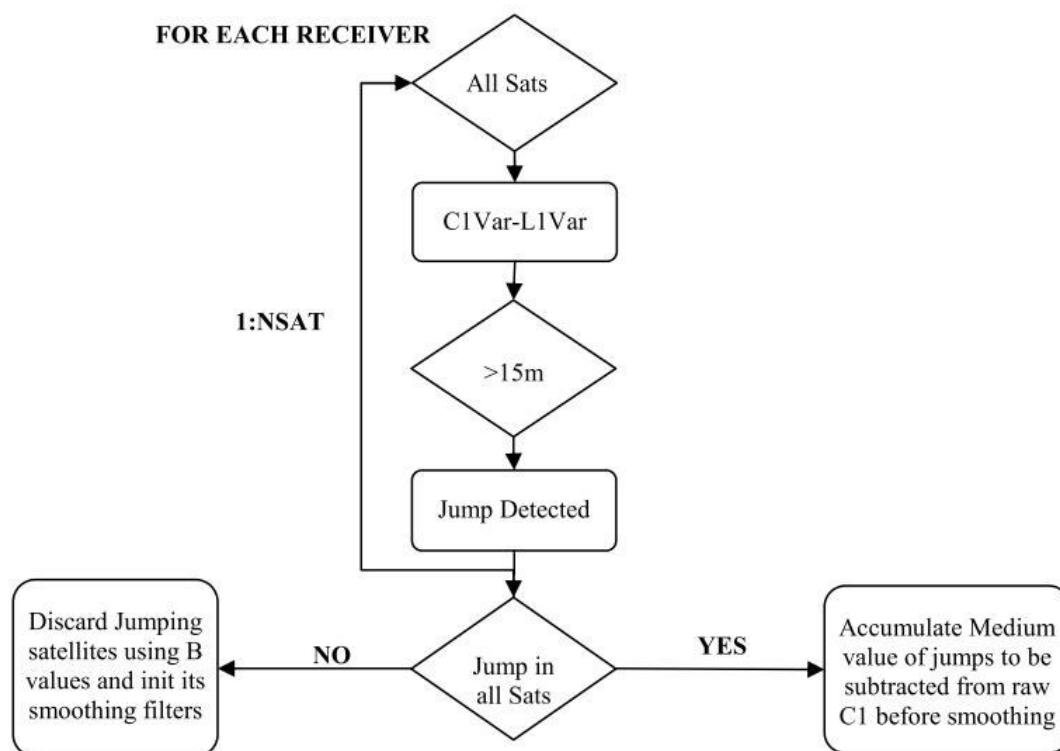 FOR EACH RECEIVER
All Sats
C1Var-L1Var
1:NSAT
>15m
Jump Detected
Discard Jumping
satellites using B
values and init its
smoothing filters
NO
Jump in
all Sats
YES
Accumulate Medium
value of jumps to be
subtracted from raw
C1 before smoothing